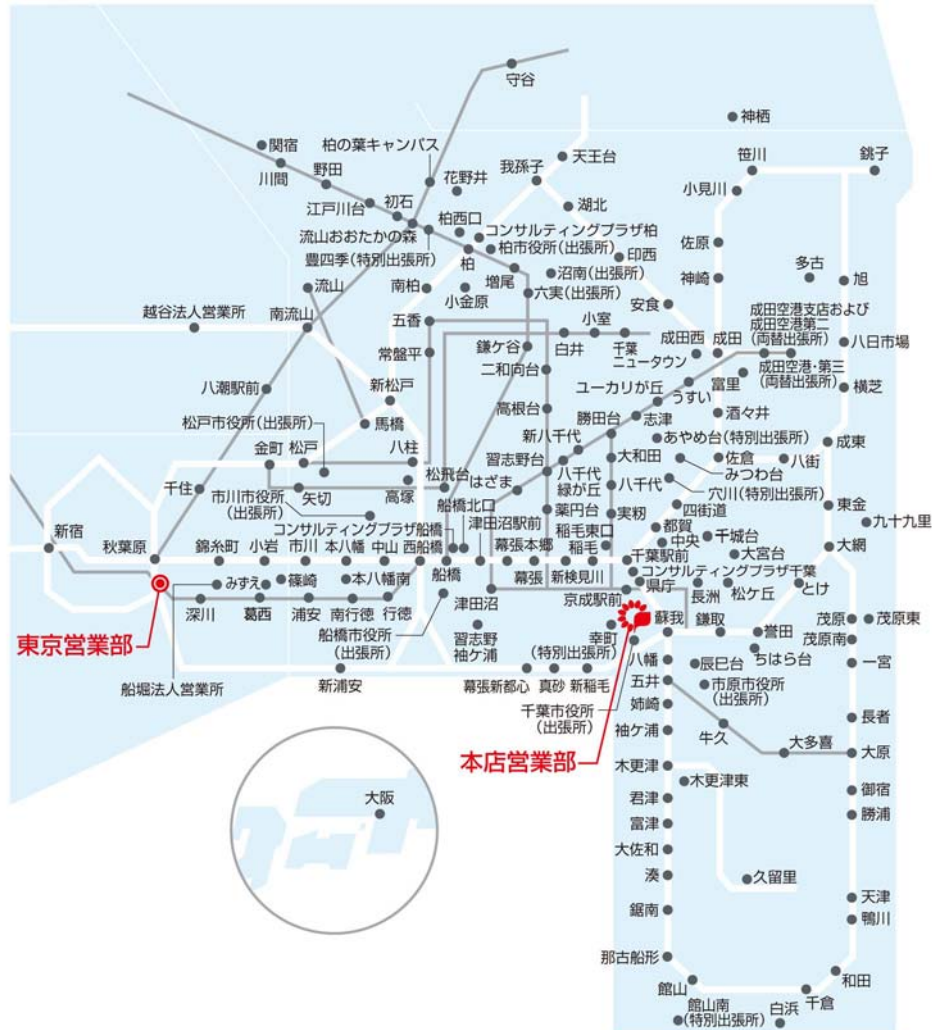 守谷
神栖
関宿
柏の葉キャンパス
川間
野田
花野井
我孫子
天王台
笹川
銚子
小見川
江戸川台
初石
柏西口
湖北
流山おおたかの森
コンサルティングプラザ柏
柏市役所(出張所)
佐原
豊四季(特別出張所)
柏
増尾
印西
沼南(出張所)
神崎
多古
旭
流山
南柏
小金原
六実(出張所)
安食
越谷法人営業所
南流山
五香
小室
成田空港支店および
成田空港第二
(両替出張所)
常盤平
鎌ケ谷
白井
千葉
ニュータウン
成田西
成田
八日市場
二和向台
成田空港・第三
(両替出張所)
八潮駅前
新松戸
ユーカリが丘
うすい
富里
横芝
松戸市役所(出張所)
馬橋
高根台
勝田台
志津
酒々井
金町
松戸
八柱
新八千代
あやめ台(特別出張所)
成東
習志野台
大和田
佐倉
八街
みつわ台
千住
矢切
高塚
松飛台
はざま
八千代
緑が丘
八千代
穴川(特別出張所)
市川市役所
(出張所)
船橋北口
薬円台
実籾
四街道
東金
コンサルティングプラザ船橋
津田沼駅前
稲毛東口
都賀
千城台
九十九里
新宿
秋葉原
錦糸町
小岩
市川
本八幡
中山
西船橋
幕張本郷
稲毛
中央
千葉駅前
大宮台
大網
船橋
幕張
新検見川
コンサルティングプラザ千葉
県庁
みずえ
篠崎
本八幡南
京成駅前
長洲
松ケ丘
とけ
東京営業部
深川
葛西
浦安
南行徳
行徳
津田沼
蘇我
鎌取
誉田
茂原
茂原東
船橋市役所
(出張所)
習志野
袖ケ浦
幸町
(特別出張所)
茂原南
ちはら台
船堀法人営業所
新浦安
幕張新都心
真砂
新稲毛
八幡
辰巳台
一宮
五井
市原市役所
(出張所)
千葉市役所
(出張所)
姉崎
長者
袖ケ浦
牛久
大多喜
大原
本店営業部
木更津
木更津東
御宿
大阪
君津
勝浦
富津
大佐和
湊
久留里
天津
鋸南
鴨川
那古船形
館山
和田
千倉
館山南
(特別出張所)
白浜